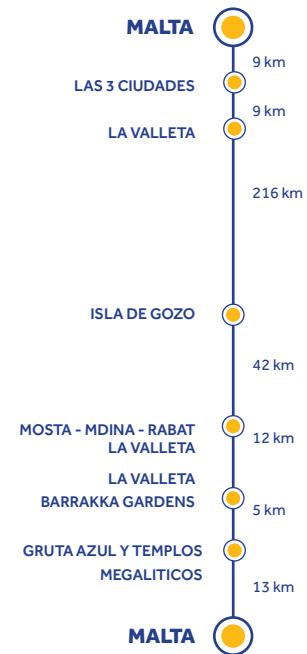 MALTA
9 km
LAS 3 CIUDADES
9 km
LA VALLETA
216 km
ISLA DE GOZO
42 km
MOSTA - MDINA - RABAT
LA VALLETA
12 km
LA VALLETA
BARRAKKA GARDENS
5 km
GRUTA AZUL Y TEMPLOS
MEGALITICOS
13 km
MALTA